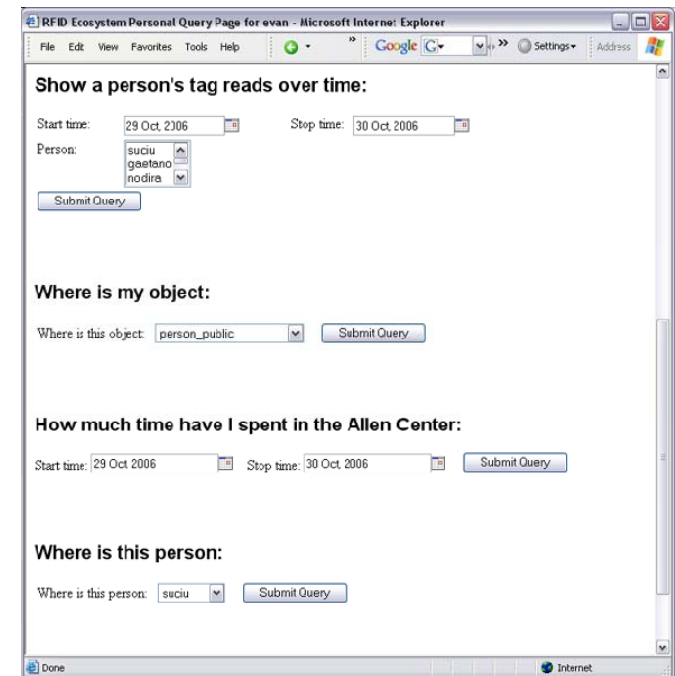 RFID Ecosystem Personal Query Page for evan - Microsoft Internet Explorer
File Edit View Favorites Tools Help » Google G » Settings Address
Show a person's tag reads over time:
Start time: 29 Oct, 2006 Stop time: 30 Oct, 2006
Person: suciu
gaetano
nodira
Submit Query
Where is my object:
Where is this object: person_public Submit Query
How much time have I spent in the Allen Center:
Start time: 29 Oct 2006 Stop time: 30 Oct, 2006 Submit Query
Where is this person:
Where is this person: suciu Submit Query
Done Internet